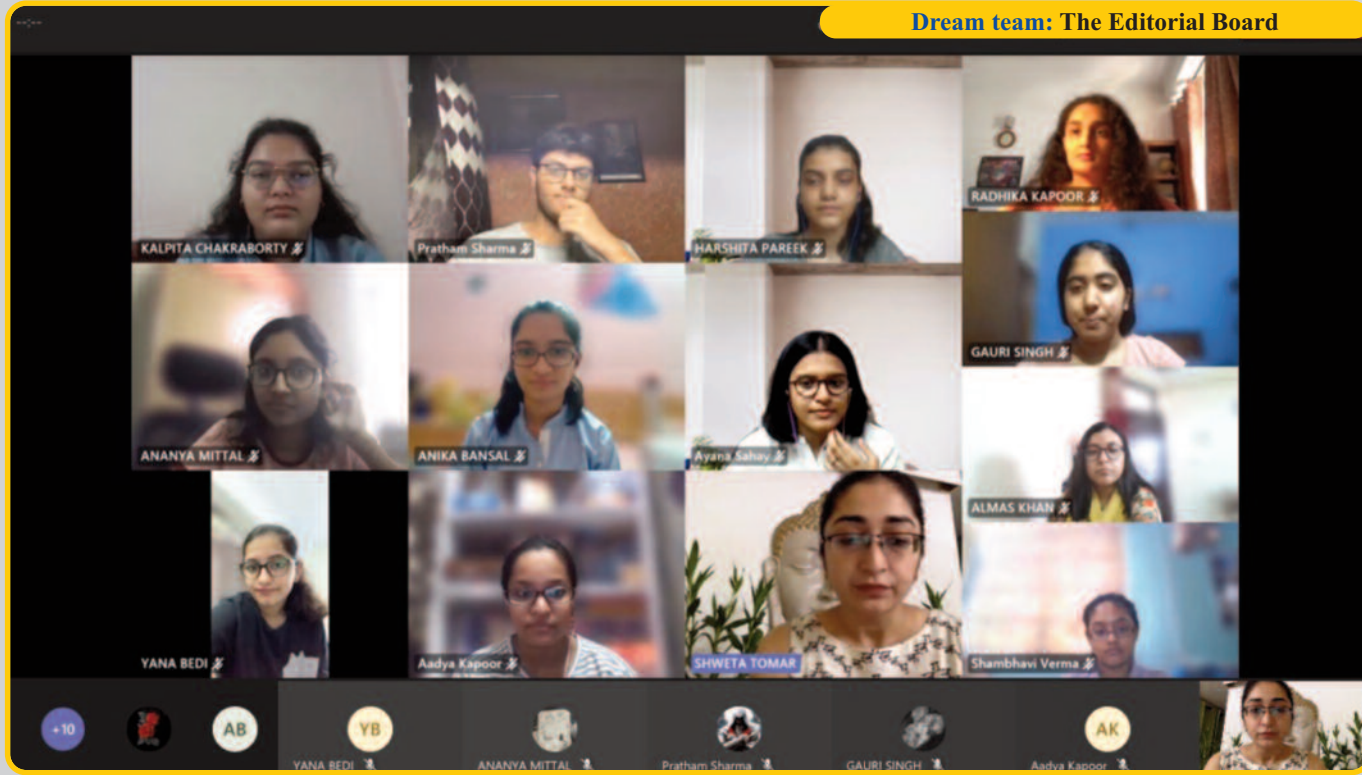 Dream team: The Editorial Board
KALPITA CHAKRABORTY
Pratham Sharma
HARSHITA PAREEK
RADHIKA KAPOOR
GAURI SINGH
ANANYA MITTAL
ANIKA BANSAL
Ayana Sahay
ALMAS KHAN
YANA BEDI
Aadya Kapoor
SHWETA TOMAR
Shambhavi Verma
+10
AB
YB
AK
YANA BEDI
ANANYA MITTAL
Pratham Sharma
GAURI SINGH
Aadya Kapoor